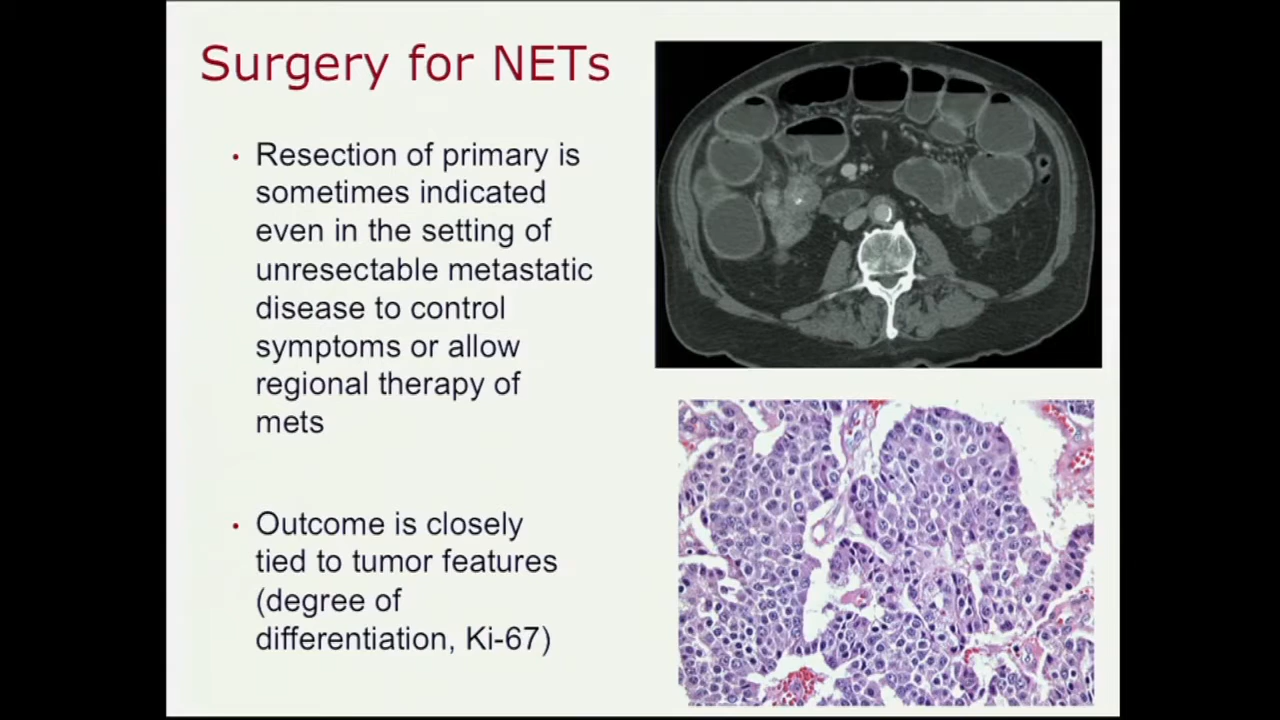 Surgery for NETs
• Resection of primary is
sometimes indicated
even in the setting of
unresectable metastatic
disease to control
symptoms or allow
regional therapy of
mets
• Outcome is closely
tied to tumor features
(degree of
differentiation, Ki-67)